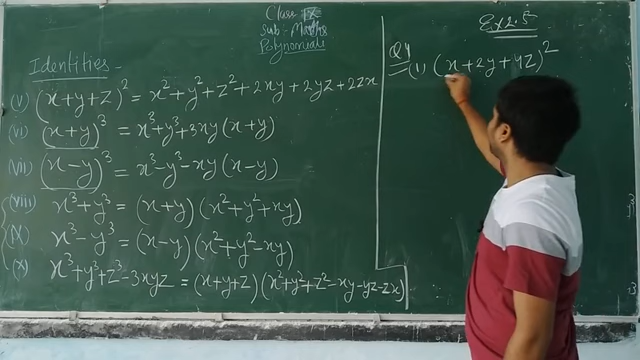 Class IX
Sub- Maths
Polynomials
Identities -
(v) (x+y+z)² = x²+y²+z²+2xy+2yz+2zx
(vi) (x+y)³ = x³+y³+3xy(x+y)
(vii) (x-y)³ = x³-y³-xy(x-y)
(viii) x³+y³ = (x+y)(x²+y²+xy)
(ix) x³-y³ = (x-y)(x²+y²-xy)
(x) x³+y³+z³-3xyz = (x+y+z)(x²+y²+z²-xy-yz-zx)
Ex 2.5
Q4 (i) (x+2y+4z)²